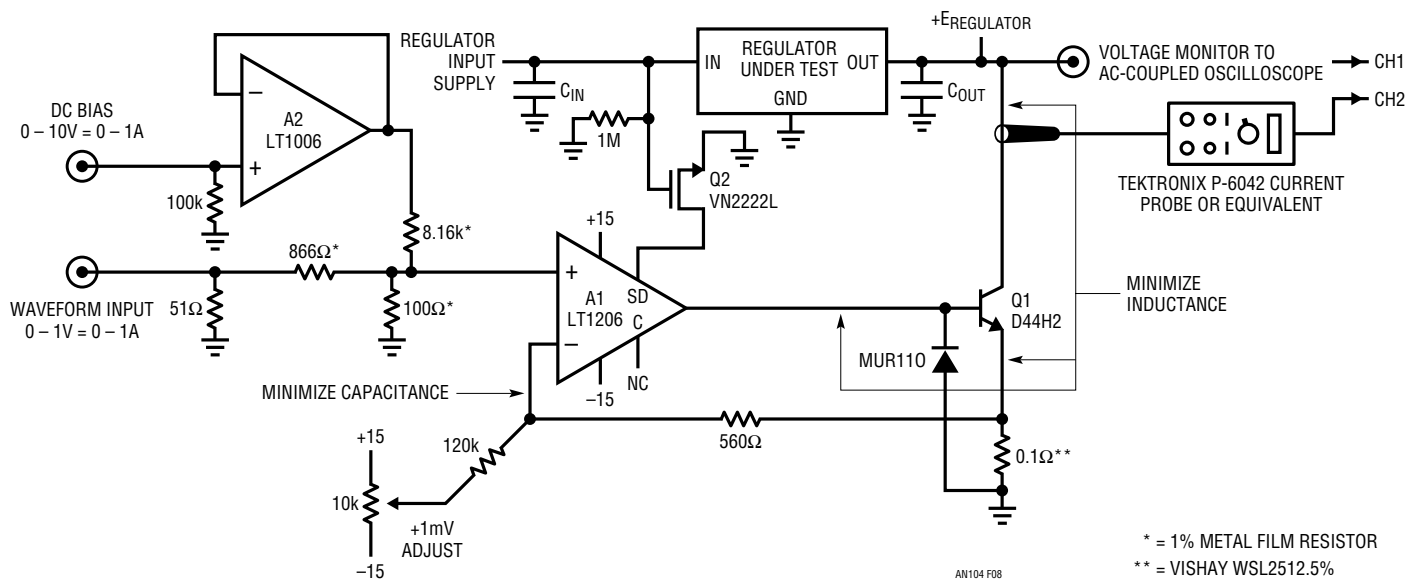 +E_REGULATOR
REGULATOR
INPUT
SUPPLY
IN
REGULATOR
UNDER TEST
OUT
GND
VOLTAGE MONITOR TO
AC-COUPLED OSCILLOSCOPE
CH1
CH2
C_IN
C_OUT
DC BIAS
0 – 10V = 0 – 1A
–
A2
LT1006
+
1M
Q2
VN2222L
TEKTRONIX P-6042 CURRENT
PROBE OR EQUIVALENT
100k
8.16k*
+15
866Ω*
+
A1
LT1206
SD
C
–
MINIMIZE
INDUCTANCE
Q1
D44H2
WAVEFORM INPUT
0 – 1V = 0 – 1A
51Ω
100Ω*
MUR110
–15
NC
MINIMIZE CAPACITANCE
560Ω
0.1Ω**
120k
+15
10k
–15
+1mV
ADJUST
* = 1% METAL FILM RESISTOR
** = VISHAY WSL2512.5%
AN104 F08